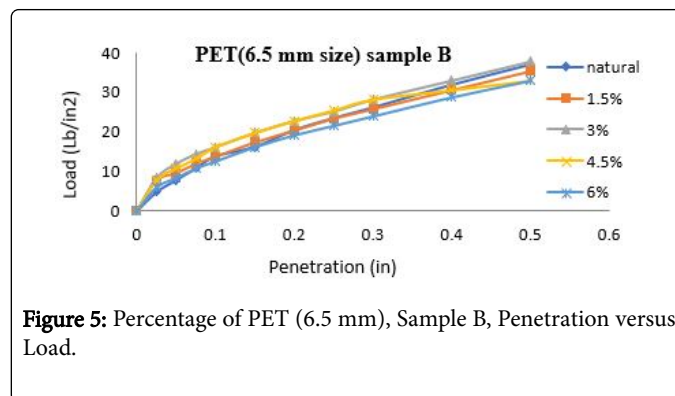 PET(6.5 mm size) sample B
Load (Lb/in2)
40
30
20
10
0
0 0.1 0.2 0.3 0.4 0.5 0.6
Penetration (in)
natural
1.5%
3%
4.5%
6%
Figure 5: Percentage of PET (6.5 mm), Sample B, Penetration versus
Load.